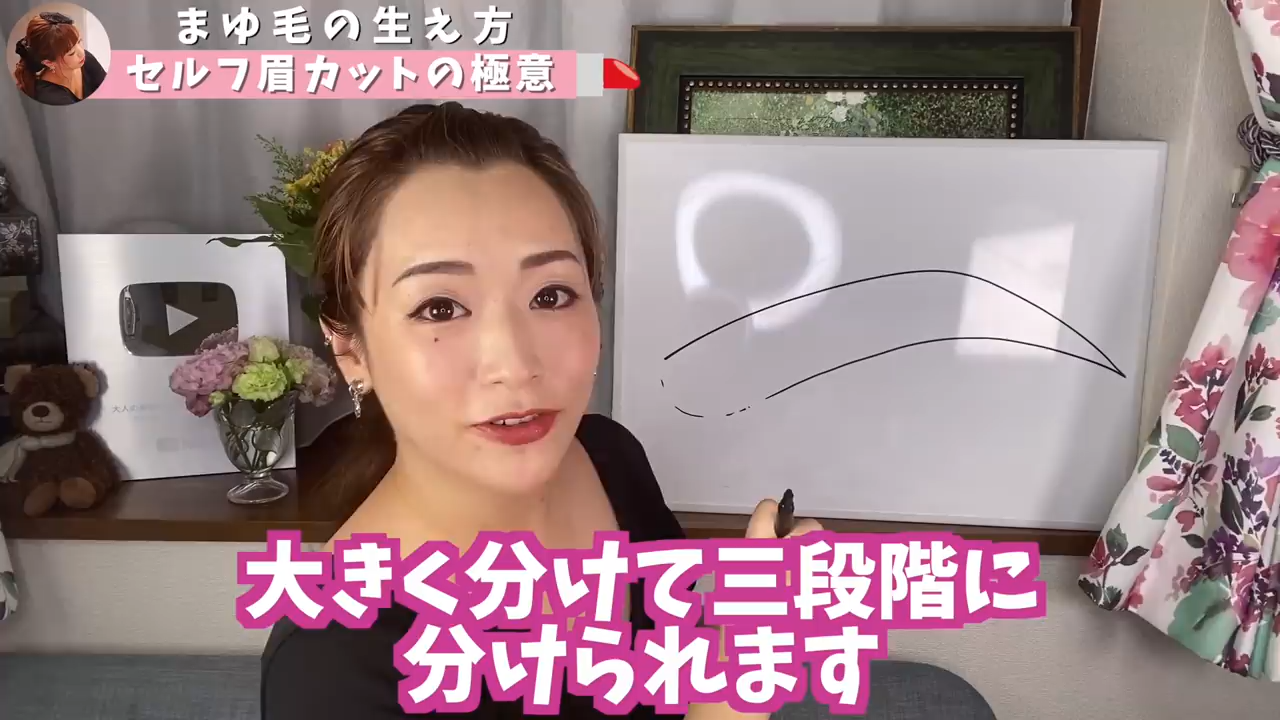 まゆ毛の生え方
セルフ眉カットの極意
大きく分けて三段階に
分けられます